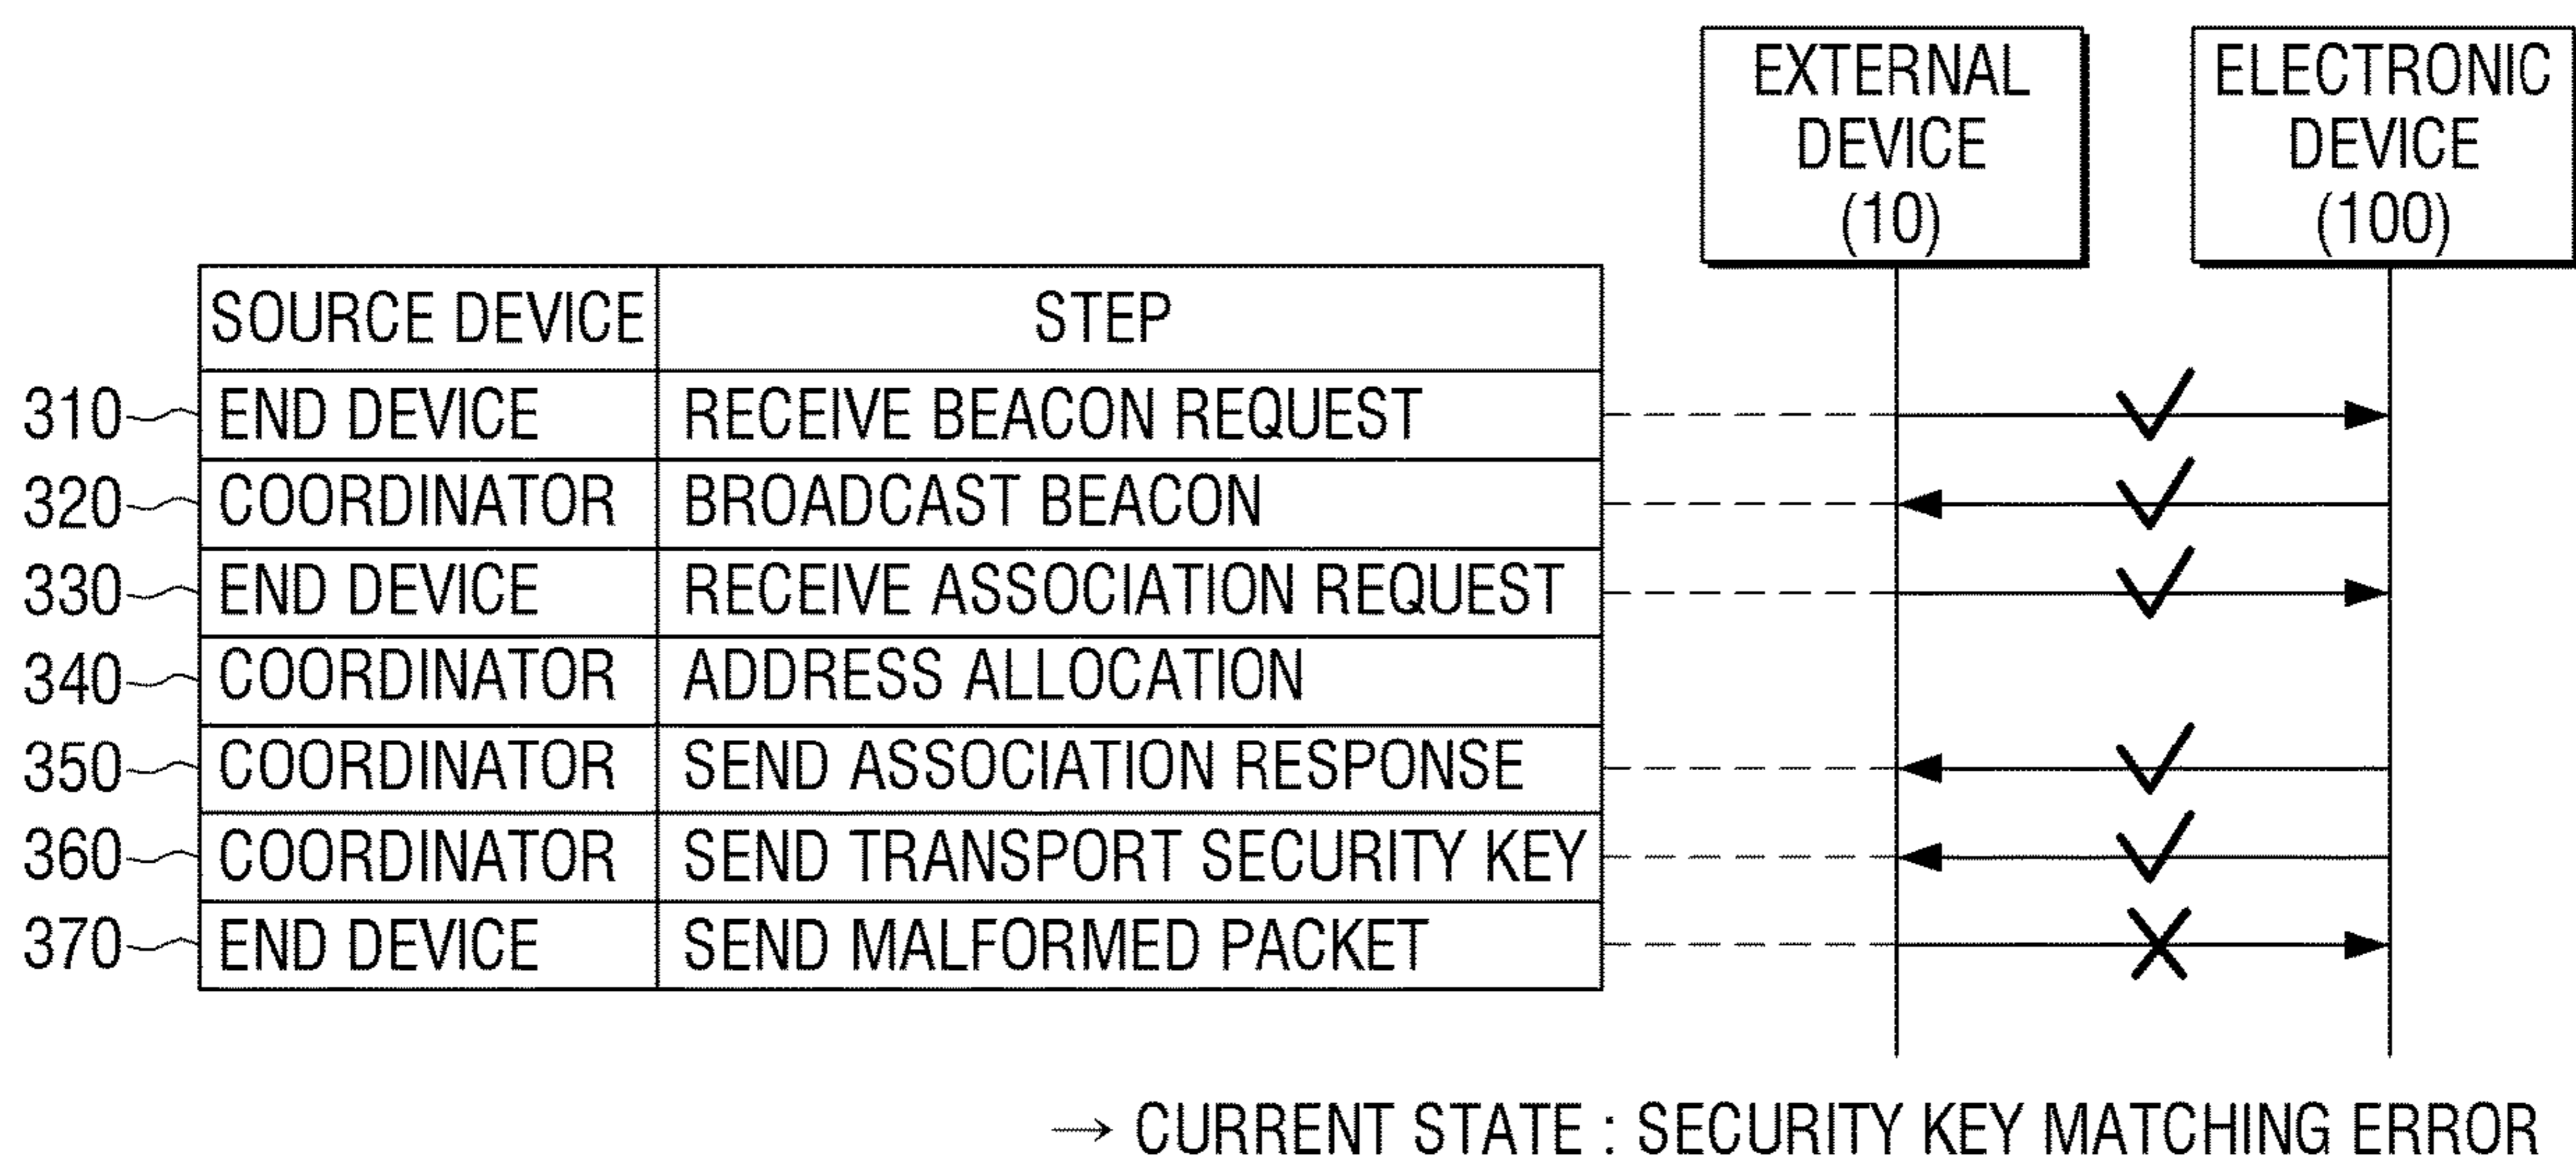 EXTERNAL DEVICE (10)
ELECTRONIC DEVICE (100)
SOURCE DEVICE STEP
310 END DEVICE RECEIVE BEACON REQUEST
320 COORDINATOR BROADCAST BEACON
330 END DEVICE RECEIVE ASSOCIATION REQUEST
340 COORDINATOR ADDRESS ALLOCATION
350 COORDINATOR SEND ASSOCIATION RESPONSE
360 COORDINATOR SEND TRANSPORT SECURITY KEY
370 END DEVICE SEND MALFORMED PACKET
→ CURRENT STATE : SECURITY KEY MATCHING ERROR